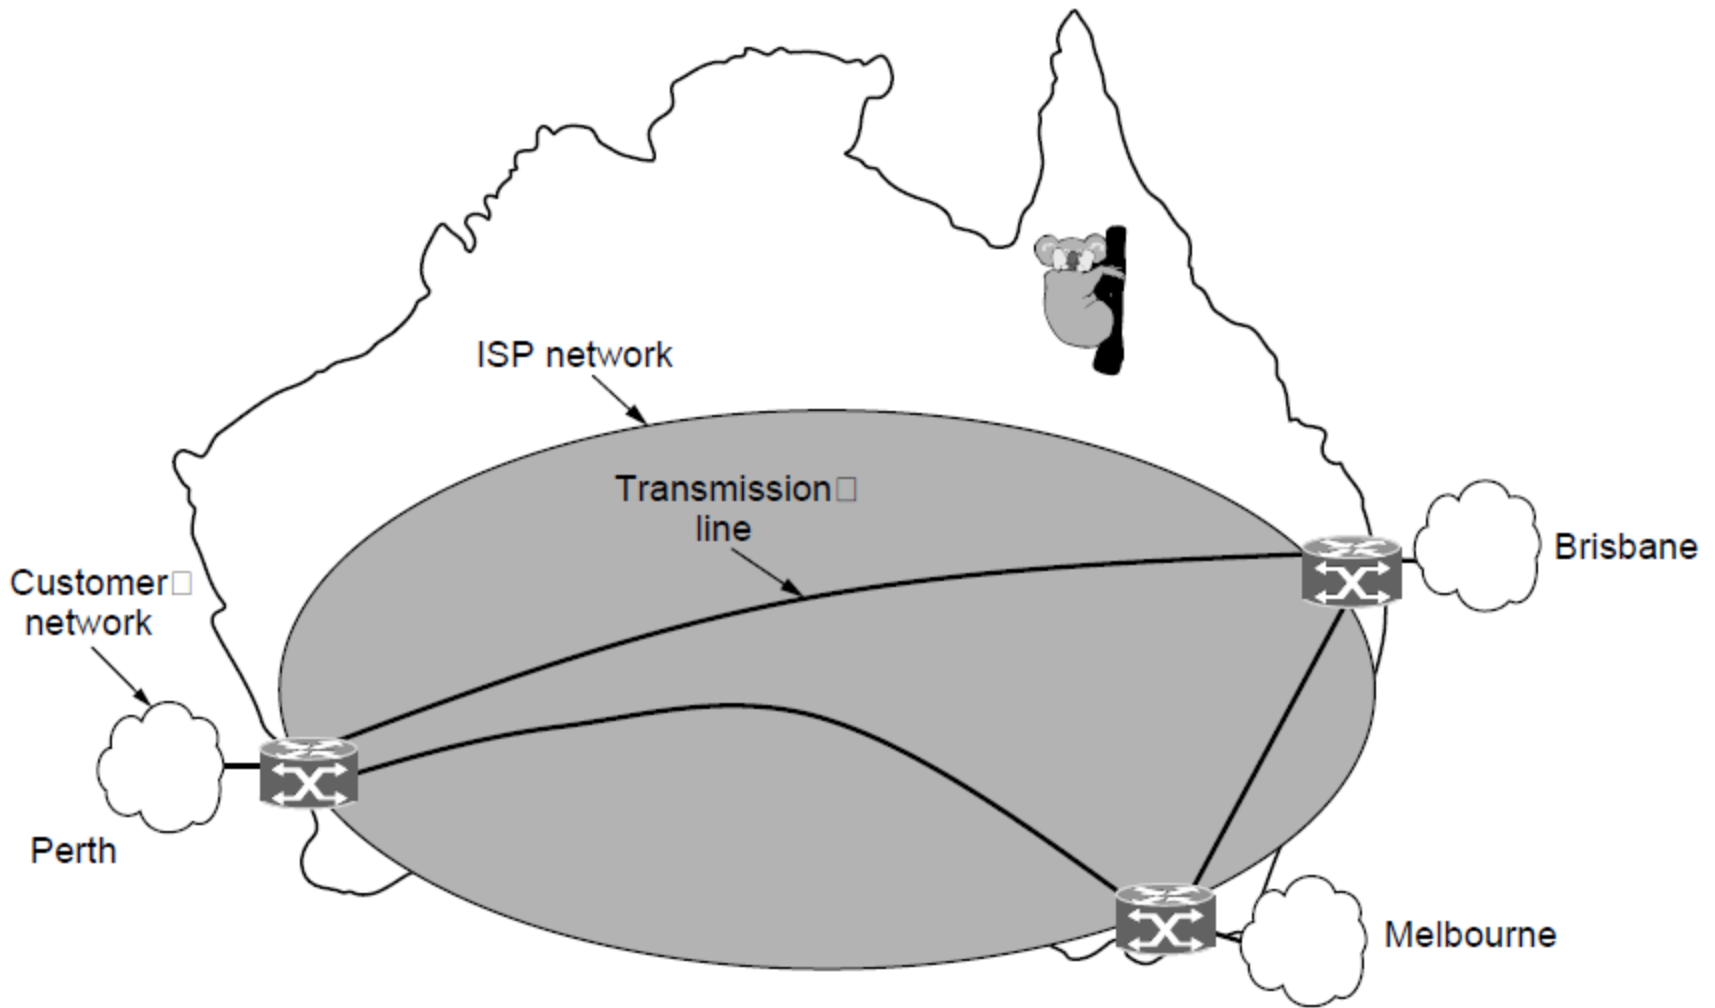 ISP network
Transmission□
line
Customer□
network
Brisbane
Perth
Melbourne